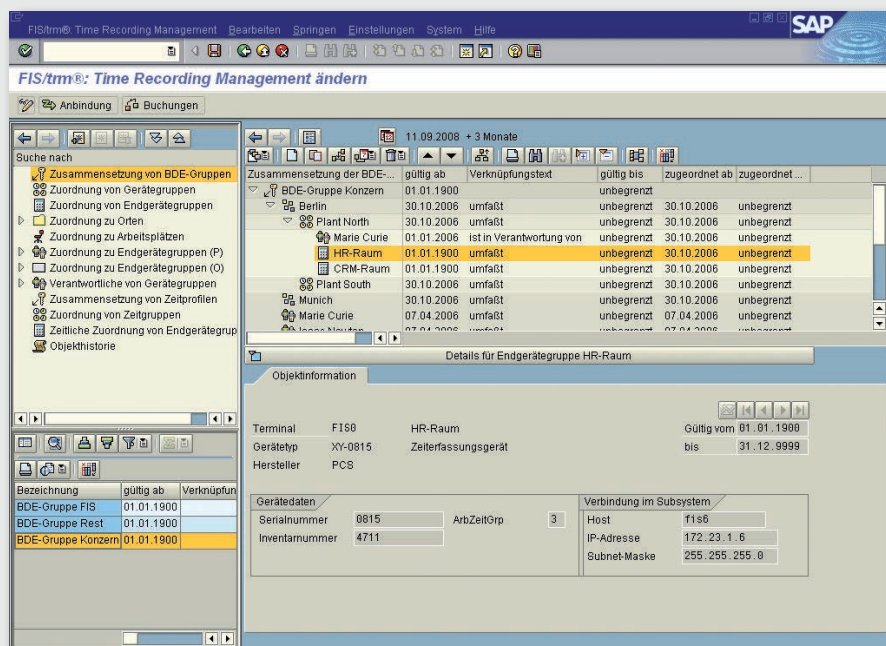 FIS/trm®: Time Recording Management Bearbeiten Springen Einstellungen System Hilfe
SAP
FIS/trm®: Time Recording Management ändern
Anbindung Buchungen
11.09.2008 + 3 Monate
Suche nach
Zusammensetzung von BDE-Gruppen
Zuordnung von Gerätegruppen
Zuordnung von Endgerätegruppen
Zuordnung zu Orten
Zuordnung zu Arbeitsplätzen
Zuordnung zu Endgerätegruppen (P)
Zuordnung zu Endgerätegruppen (O)
Verantwortliche von Gerätegruppen
Zusammensetzung von Zeitprofilen
Zuordnung von Zeitgruppen
Zeitliche Zuordnung von Endgerätegrup
Objekthistorie
Zusammensetzung der BDE-... gültig ab Verknüpfungstext gültig bis zugeordnet ab zugeordnet ...
BDE-Gruppe Konzern 01.01.1900 unbegrenzt
Berlin 30.10.2006 umfaßt unbegrenzt 30.10.2006 unbegrenzt
Plant North 30.10.2006 umfaßt unbegrenzt 30.10.2006 unbegrenzt
Marie Curie 01.01.2006 ist in Verantwortung von unbegrenzt 30.10.2006 unbegrenzt
HR-Raum 01.01.1900 umfaßt unbegrenzt 30.10.2006 unbegrenzt
CRM-Raum 01.01.1900 umfaßt unbegrenzt 30.10.2006 unbegrenzt
Plant South 30.10.2006 umfaßt unbegrenzt 30.10.2006 unbegrenzt
Munich 30.10.2006 umfaßt unbegrenzt 30.10.2006 unbegrenzt
Marie Curie 07.04.2006 umfaßt unbegrenzt 07.04.2006 unbegrenzt
Details für Endgerätegruppe HR-Raum
Objektinformation
Terminal FIS0 HR-Raum Gültig vom 01.01.1900
Gerätetyp XY-0815 Zeiterfassungsgerät bis 31.12.9999
Hersteller PCS
Gerätedaten
Serialnummer 0815 ArbZeitGrp 3
Inventarnummer 4711
Verbindung im Subsystem
Host fis6
IP-Adresse 172.23.1.6
Subnet-Maske 255.255.255.0
Bezeichnung gültig ab Verknüpfun
BDE-Gruppe FIS 01.01.1900
BDE-Gruppe Rest 01.01.1900
BDE-Gruppe Konzern 01.01.1900